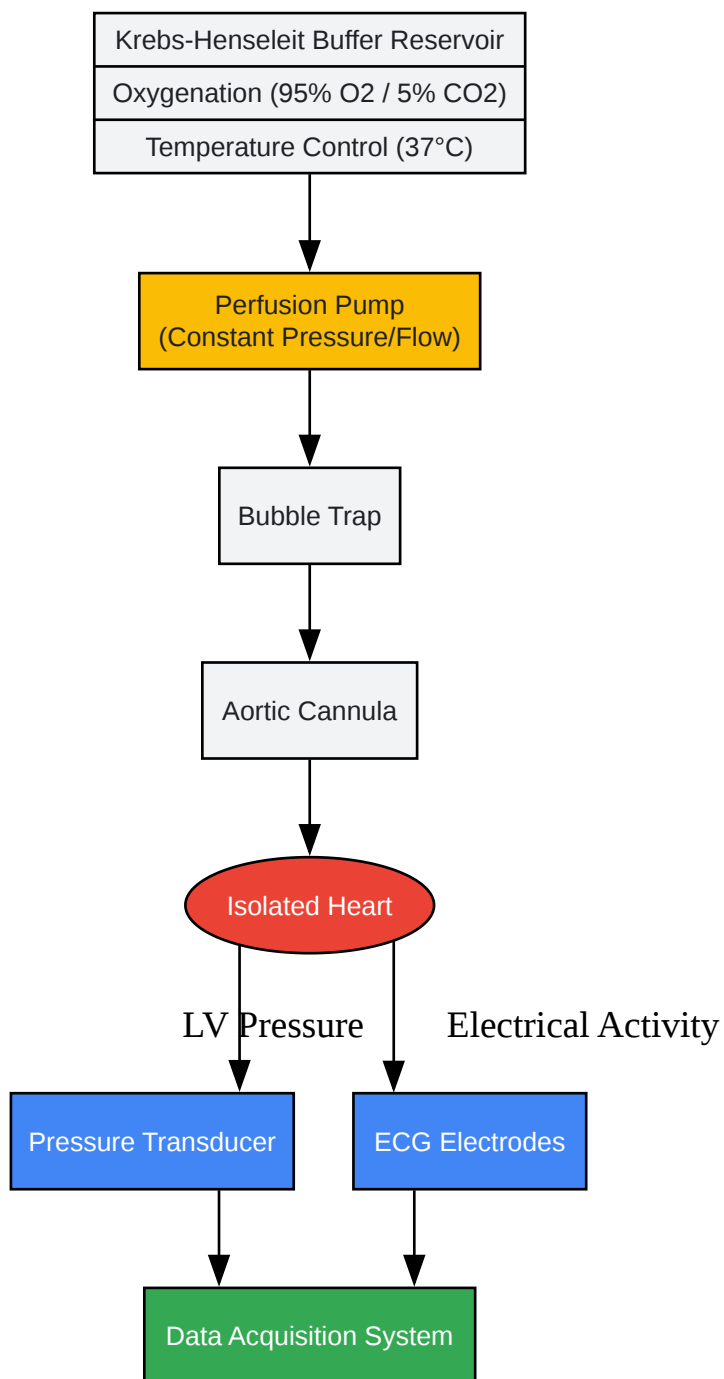 Krebs-Henseleit Buffer Reservoir
Oxygenation (95% O2 / 5% CO2)
Temperature Control (37°C)
Perfusion Pump
(Constant Pressure/Flow)
Bubble Trap
Aortic Cannula
Isolated Heart
LV Pressure
Electrical Activity
Pressure Transducer
ECG Electrodes
Data Acquisition System